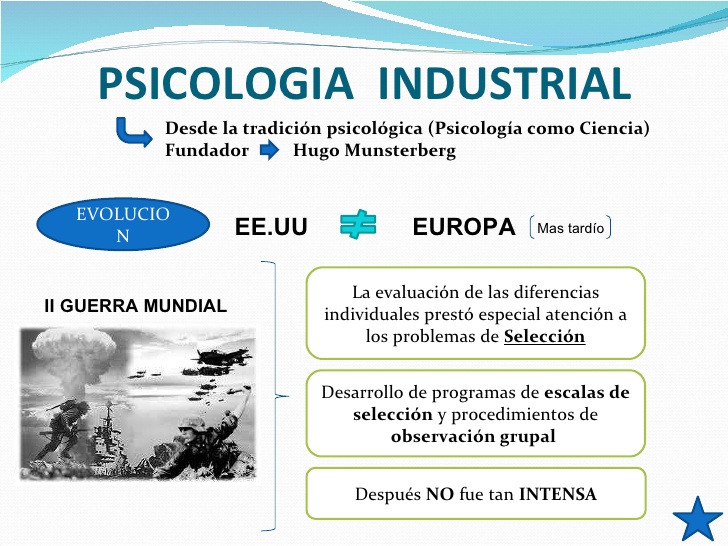 PSICOLOGIA INDUSTRIAL
Desde la tradición psicológica (Psicología como Ciencia)
Fundador Hugo Munsterberg
EVOLUCIO
N
EE.UU EUROPA Mas tardío
II GUERRA MUNDIAL
La evaluación de las diferencias
individuales prestó especial atención a
los problemas de Selección
Desarrollo de programas de escalas de
selección y procedimientos de
observación grupal
Después NO fue tan INTENSA